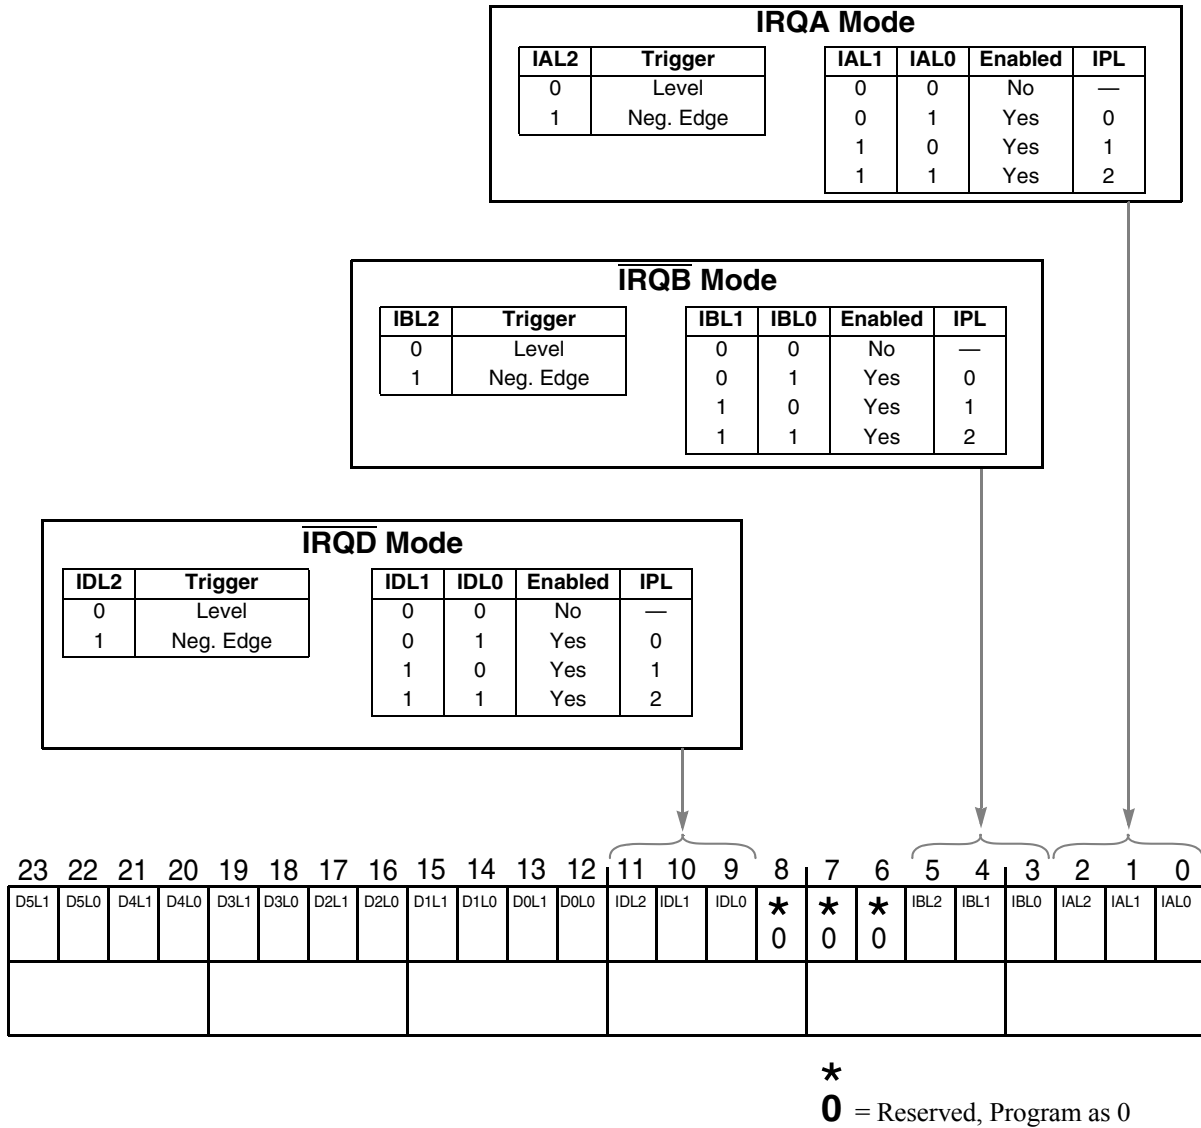 IRQA Mode
IAL2 Trigger IAL1 IAL0 Enabled IPL
0 Level 0 0 No —
1 Neg. Edge 0 1 Yes 0
1 0 Yes 1
1 1 Yes 2
IRQB Mode
IBL2 Trigger IBL1 IBL0 Enabled IPL
0 Level 0 0 No —
1 Neg. Edge 0 1 Yes 0
1 0 Yes 1
1 1 Yes 2
IRQD Mode
IDL2 Trigger IDL1 IDL0 Enabled IPL
0 Level 0 0 No —
1 Neg. Edge 0 1 Yes 0
1 0 Yes 1
1 1 Yes 2
23 22 21 20 19 18 17 16 15 14 13 12 11 10 9 8 7 6 5 4 3 2 1 0
D5L1 D5L0 D4L1 D4L0 D3L1 D3L0 D2L1 D2L0 D1L1 D1L0 D0L1 D0L0 IDL2 IDL1 IDL0 * * * IBL2 IBL1 IBL0 IAL2 IAL1 IAL0
0 0 0
*
0 = Reserved, Program as 0